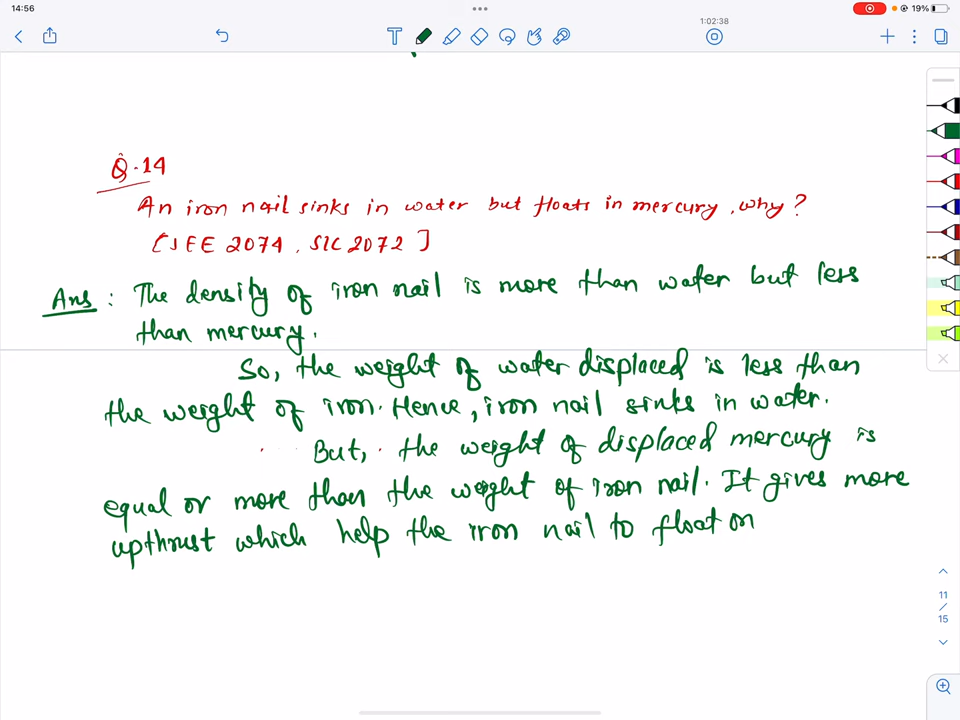 14:56
19%
1:02:38
Q.14
An iron nail sinks in water but floats in mercury, why?
[SEE 2074, SLC 2072]
Ans : The density of iron nail is more than water but less
than mercury.
So, the weight of water displaced is less than
the weight of iron. Hence, iron nail sinks in water.
But, the weight of displaced mercury is
equal or more than the weight of iron nail. It gives more
upthrust which help the iron nail to float on
11
/
15